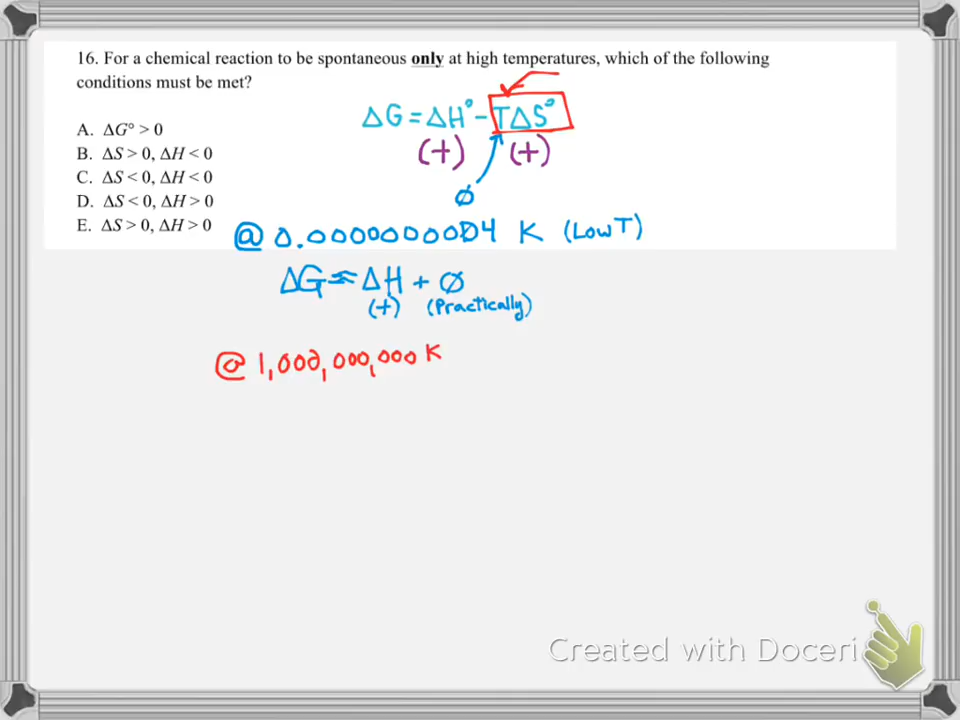 16. For a chemical reaction to be spontaneous only at high temperatures, which of the following
conditions must be met?
ΔG = ΔH° - TΔS°
A. ΔG° > 0
B. ΔS > 0, ΔH < 0
(+) (+)
C. ΔS < 0, ΔH < 0
D. ΔS < 0, ΔH > 0
Ø
E. ΔS > 0, ΔH > 0
@ 0.00000000004 K (Low T)
ΔG = ΔH + Ø
(+) (Practically)
@ 1,000,000,000 K
Created with Doceri